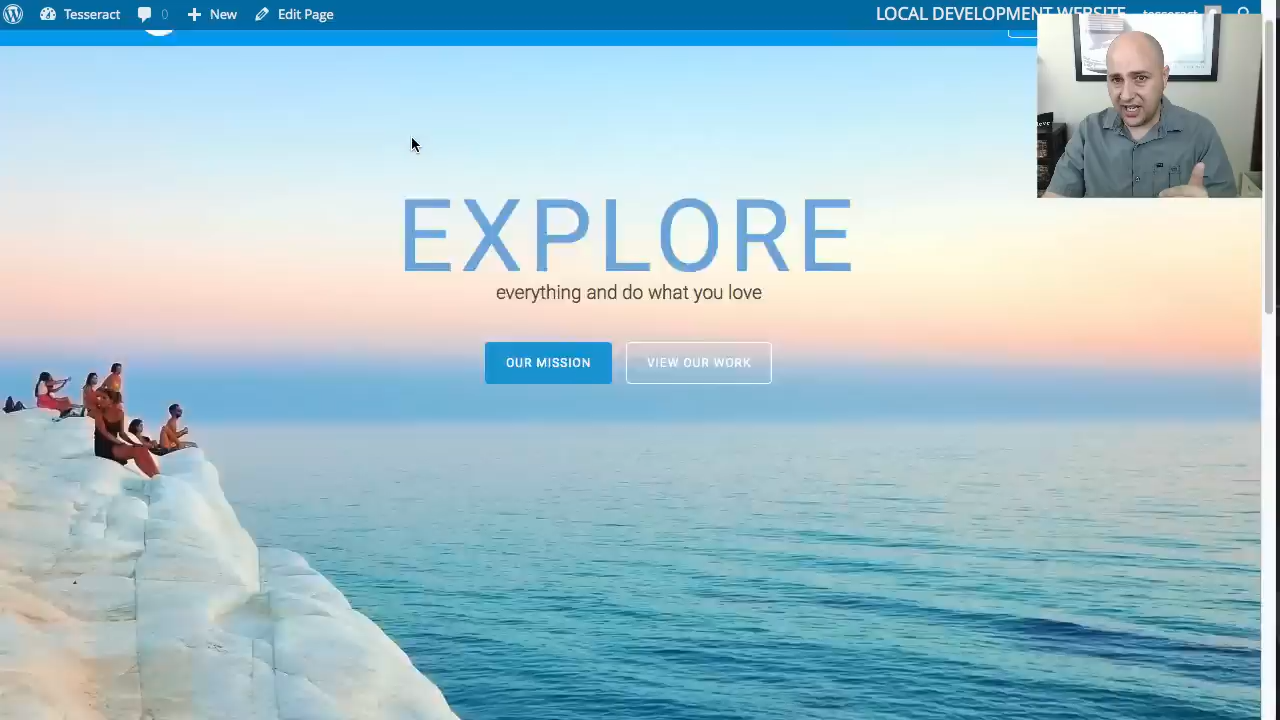 Tesseract 0 New Edit Page LOCAL DEVELOPMENT WEBSITE tesseract
EXPLORE
everything and do what you love
OUR MISSION VIEW OUR WORK